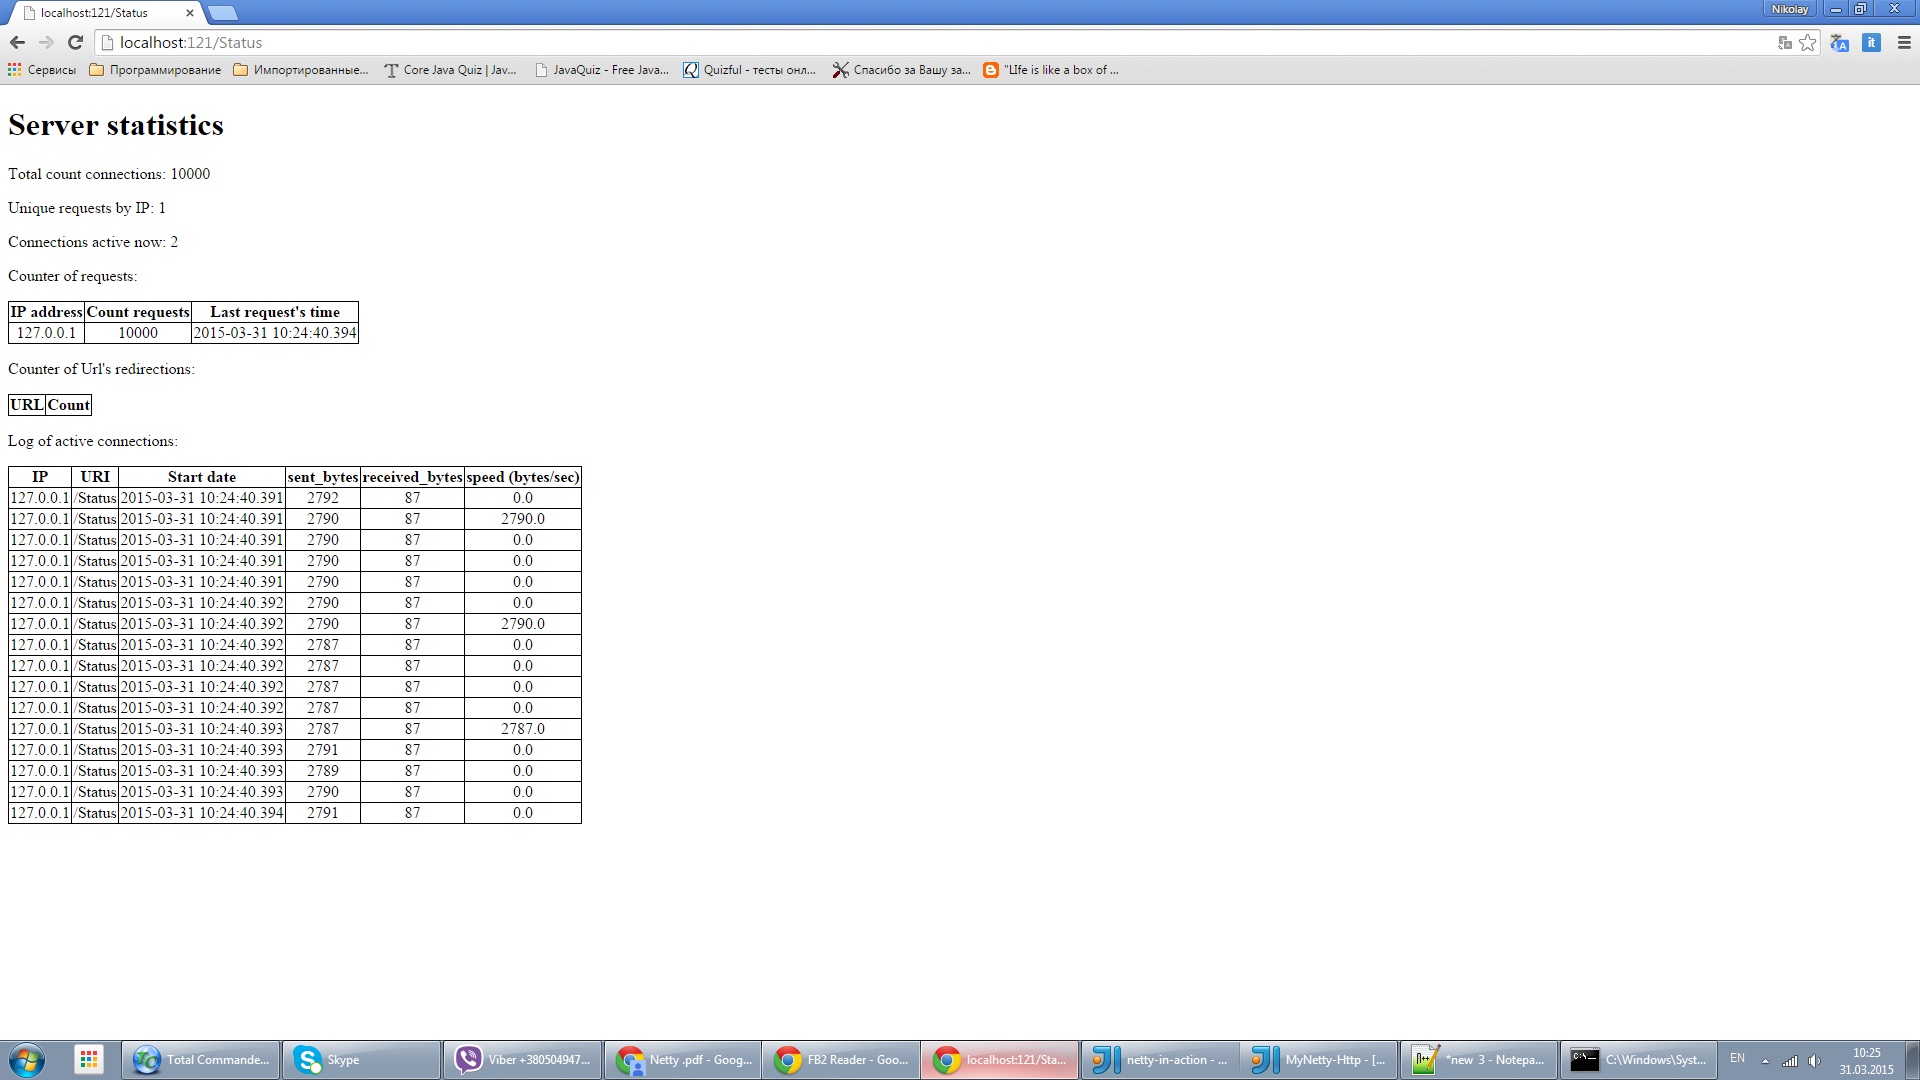 localhost:121/Status
Nikolay
localhost:121/Status
Сервисы Программирование Импортированные... Core Java Quiz | Jav... JavaQuiz - Free Java... Quizful - тесты онл... Спасибо за Вашу за... "LIfe is like a box of ...
Server statistics
Total count connections: 10000
Unique requests by IP: 1
Connections active now: 2
Counter of requests:
IP address Count requests Last request's time
127.0.0.1 10000 2015-03-31 10:24:40.394
Counter of Url's redirections:
URL Count
Log of active connections:
IP URI Start date sent_bytes received_bytes speed (bytes/sec)
127.0.0.1 /Status 2015-03-31 10:24:40.391 2792 87 0.0
127.0.0.1 /Status 2015-03-31 10:24:40.391 2790 87 2790.0
127.0.0.1 /Status 2015-03-31 10:24:40.391 2790 87 0.0
127.0.0.1 /Status 2015-03-31 10:24:40.391 2790 87 0.0
127.0.0.1 /Status 2015-03-31 10:24:40.391 2790 87 0.0
127.0.0.1 /Status 2015-03-31 10:24:40.392 2790 87 0.0
127.0.0.1 /Status 2015-03-31 10:24:40.392 2790 87 2790.0
127.0.0.1 /Status 2015-03-31 10:24:40.392 2787 87 0.0
127.0.0.1 /Status 2015-03-31 10:24:40.392 2787 87 0.0
127.0.0.1 /Status 2015-03-31 10:24:40.392 2787 87 0.0
127.0.0.1 /Status 2015-03-31 10:24:40.392 2787 87 0.0
127.0.0.1 /Status 2015-03-31 10:24:40.393 2787 87 2787.0
127.0.0.1 /Status 2015-03-31 10:24:40.393 2791 87 0.0
127.0.0.1 /Status 2015-03-31 10:24:40.393 2789 87 0.0
127.0.0.1 /Status 2015-03-31 10:24:40.393 2790 87 0.0
127.0.0.1 /Status 2015-03-31 10:24:40.394 2791 87 0.0
Total Commande... Skype Viber +380504947... Netty .pdf - Goog... FB2 Reader - Goo... localhost:121/Sta... netty-in-action - ... MyNetty-Http - [... *new 3 - Notepa... C:\Windows\Syst... EN 10:25
31.03.2015